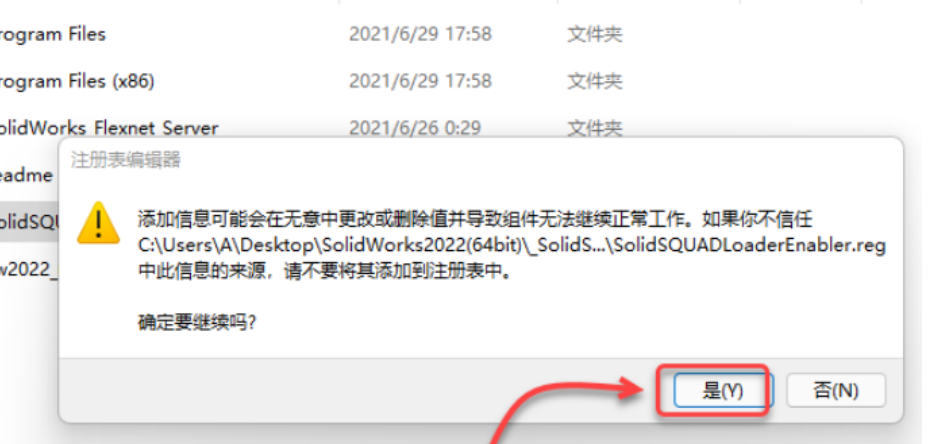 rogram Files 2021/6/29 17:58 文件夹
rogram Files (x86) 2021/6/29 17:58 文件夹
olidWorks Flexnet Server 2021/6/26 0:29 文件夹
注册表编辑器
eadme
添加信息可能会在无意中更改或删除值并导致组件无法继续正常工作。如果你不信任
olidSQU
C:\Users\A\Desktop\SolidWorks2022(64bit)\_SolidS...\SolidSQUADLoaderEnabler.reg
w2022_
中此信息的来源，请不要将其添加到注册表中。
确定要继续吗?
是(Y) 否(N)